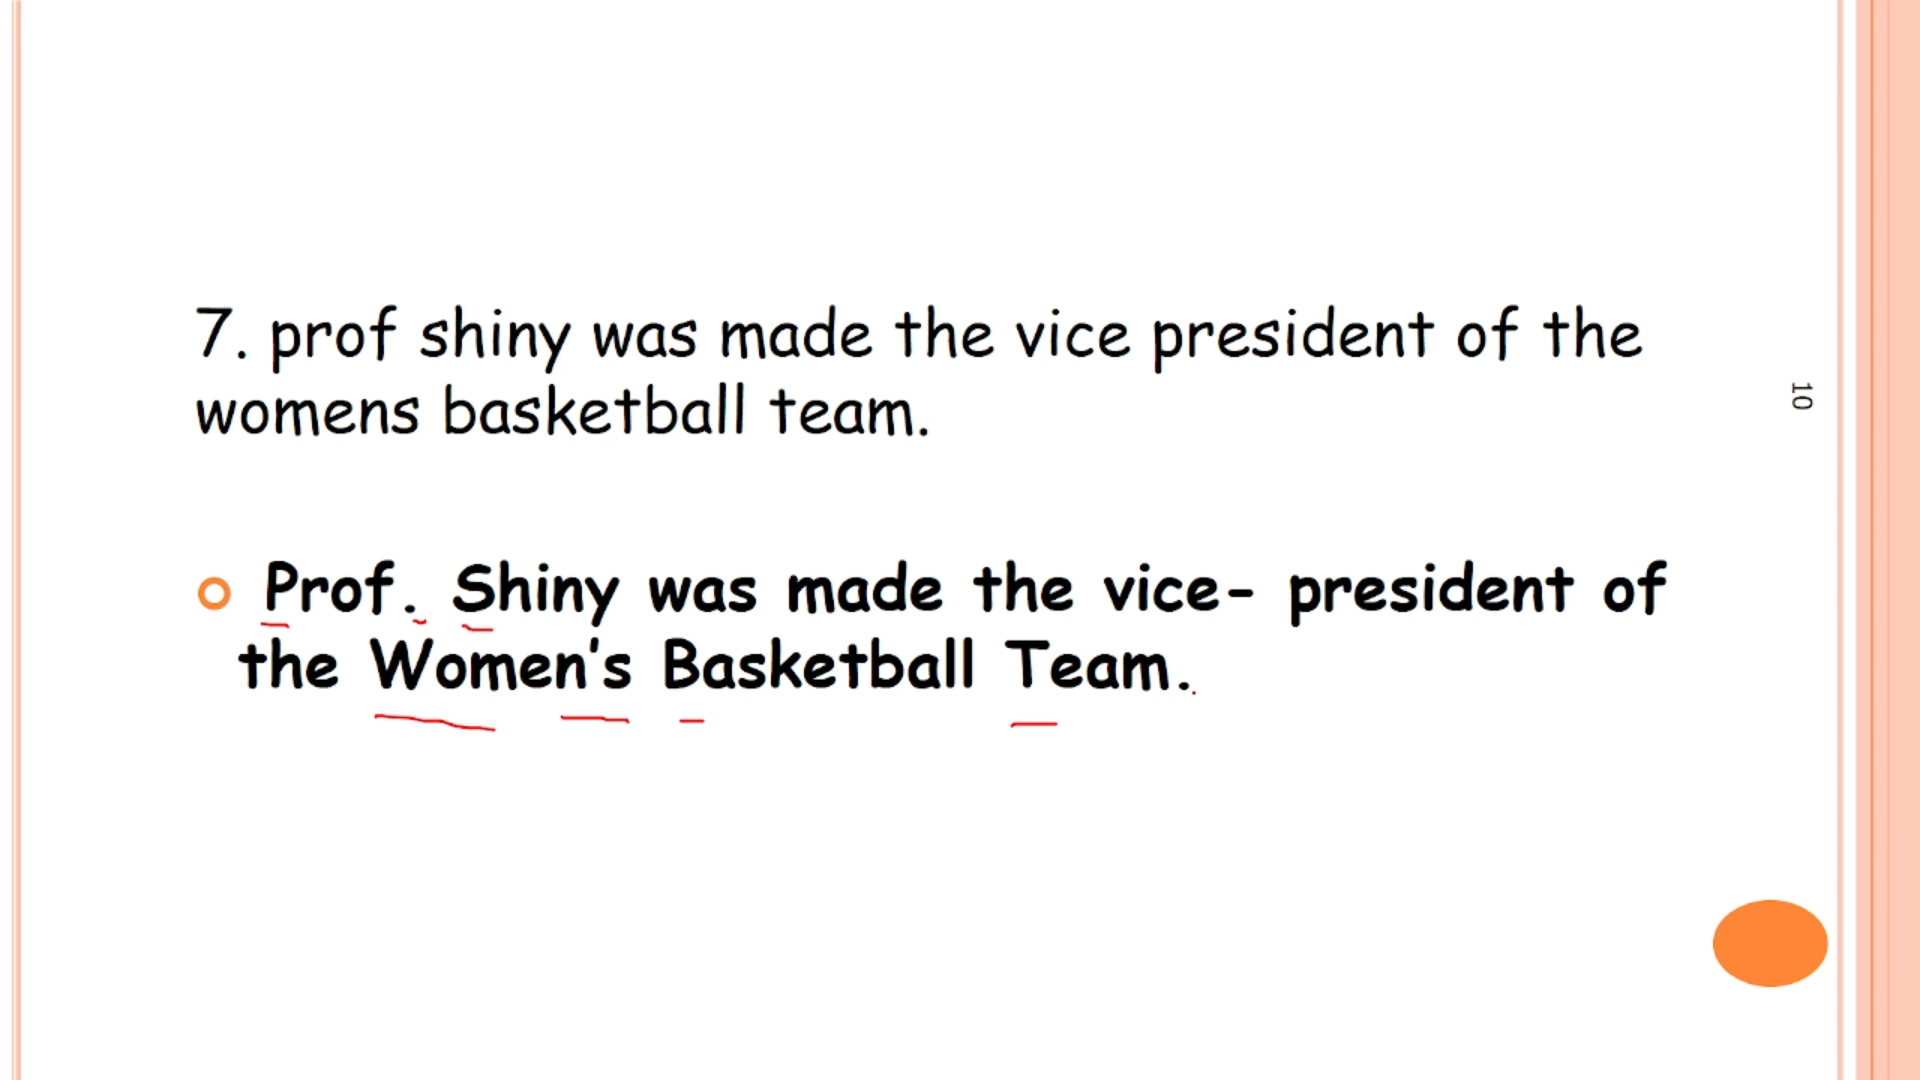 7. prof shiny was made the vice president of the
womens basketball team.
10
Prof. Shiny was made the vice- president of
the Women's Basketball Team.